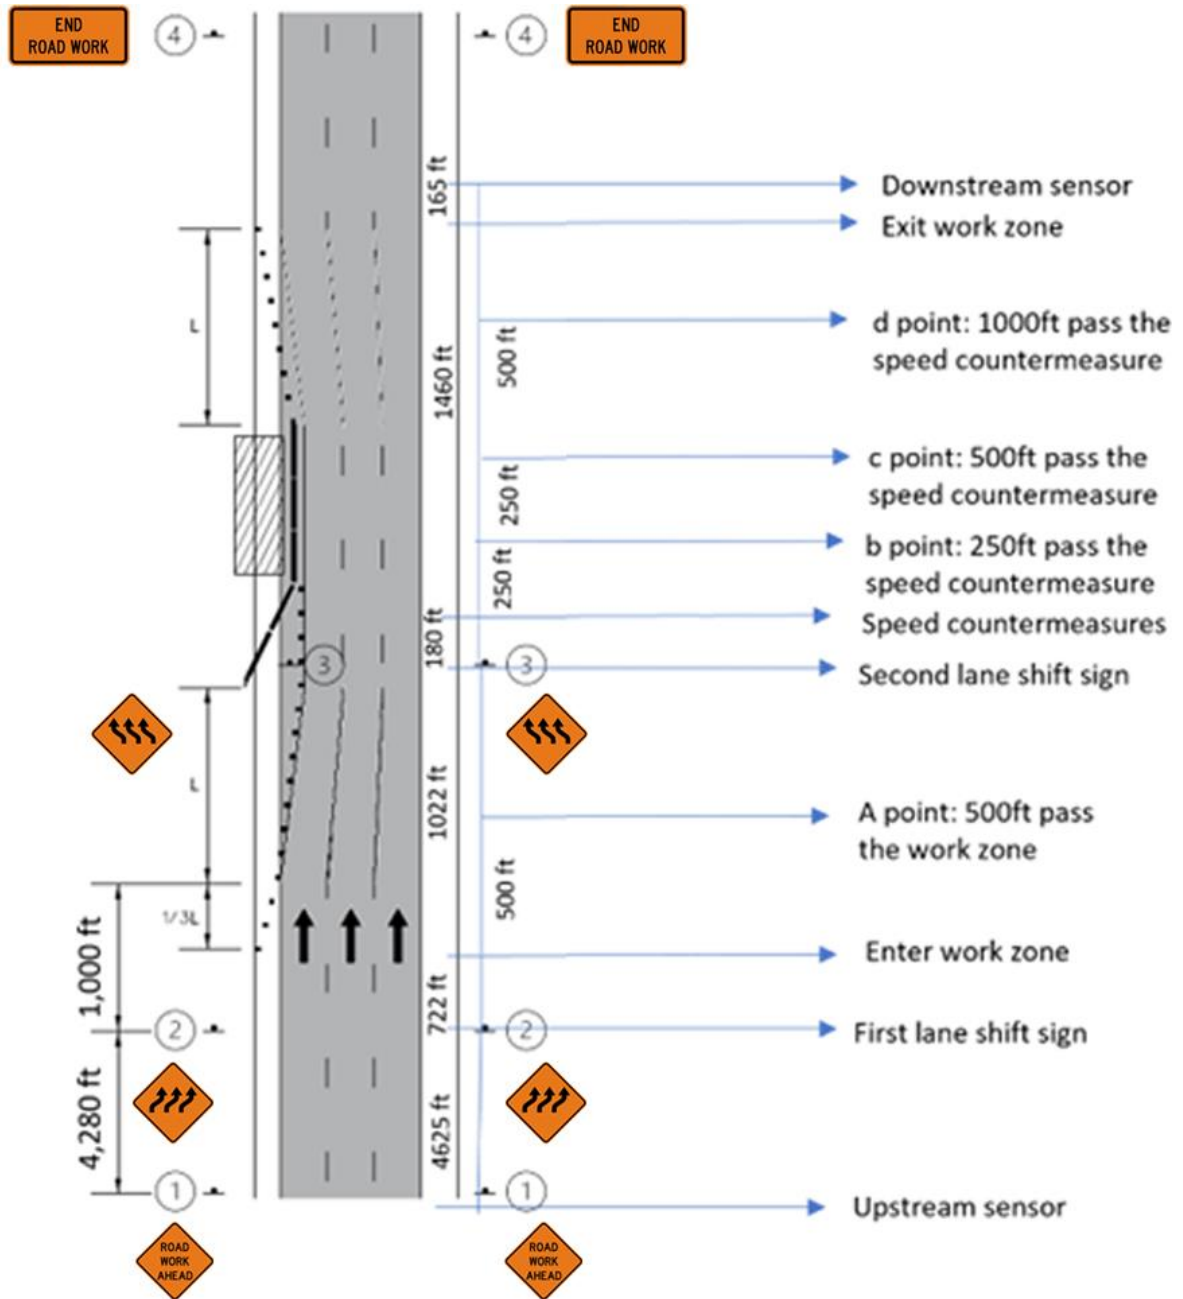 END
ROAD WORK
4
4
END
ROAD WORK
165 ft
Downstream sensor
Exit work zone
L
1460 ft
500 ft
d point: 1000ft pass the
speed countermeasure
c point: 500ft pass the
speed countermeasure
250 ft
b point: 250ft pass the
speed countermeasure
250 ft
Speed countermeasures
180 ft
3
3
Second lane shift sign
L
1022 ft
A point: 500ft pass
the work zone
500 ft
1/3L
1,000 ft
Enter work zone
722 ft
2
2
First lane shift sign
4,280 ft
4625 ft
1
1
Upstream sensor
ROAD
WORK
AHEAD
ROAD
WORK
AHEAD